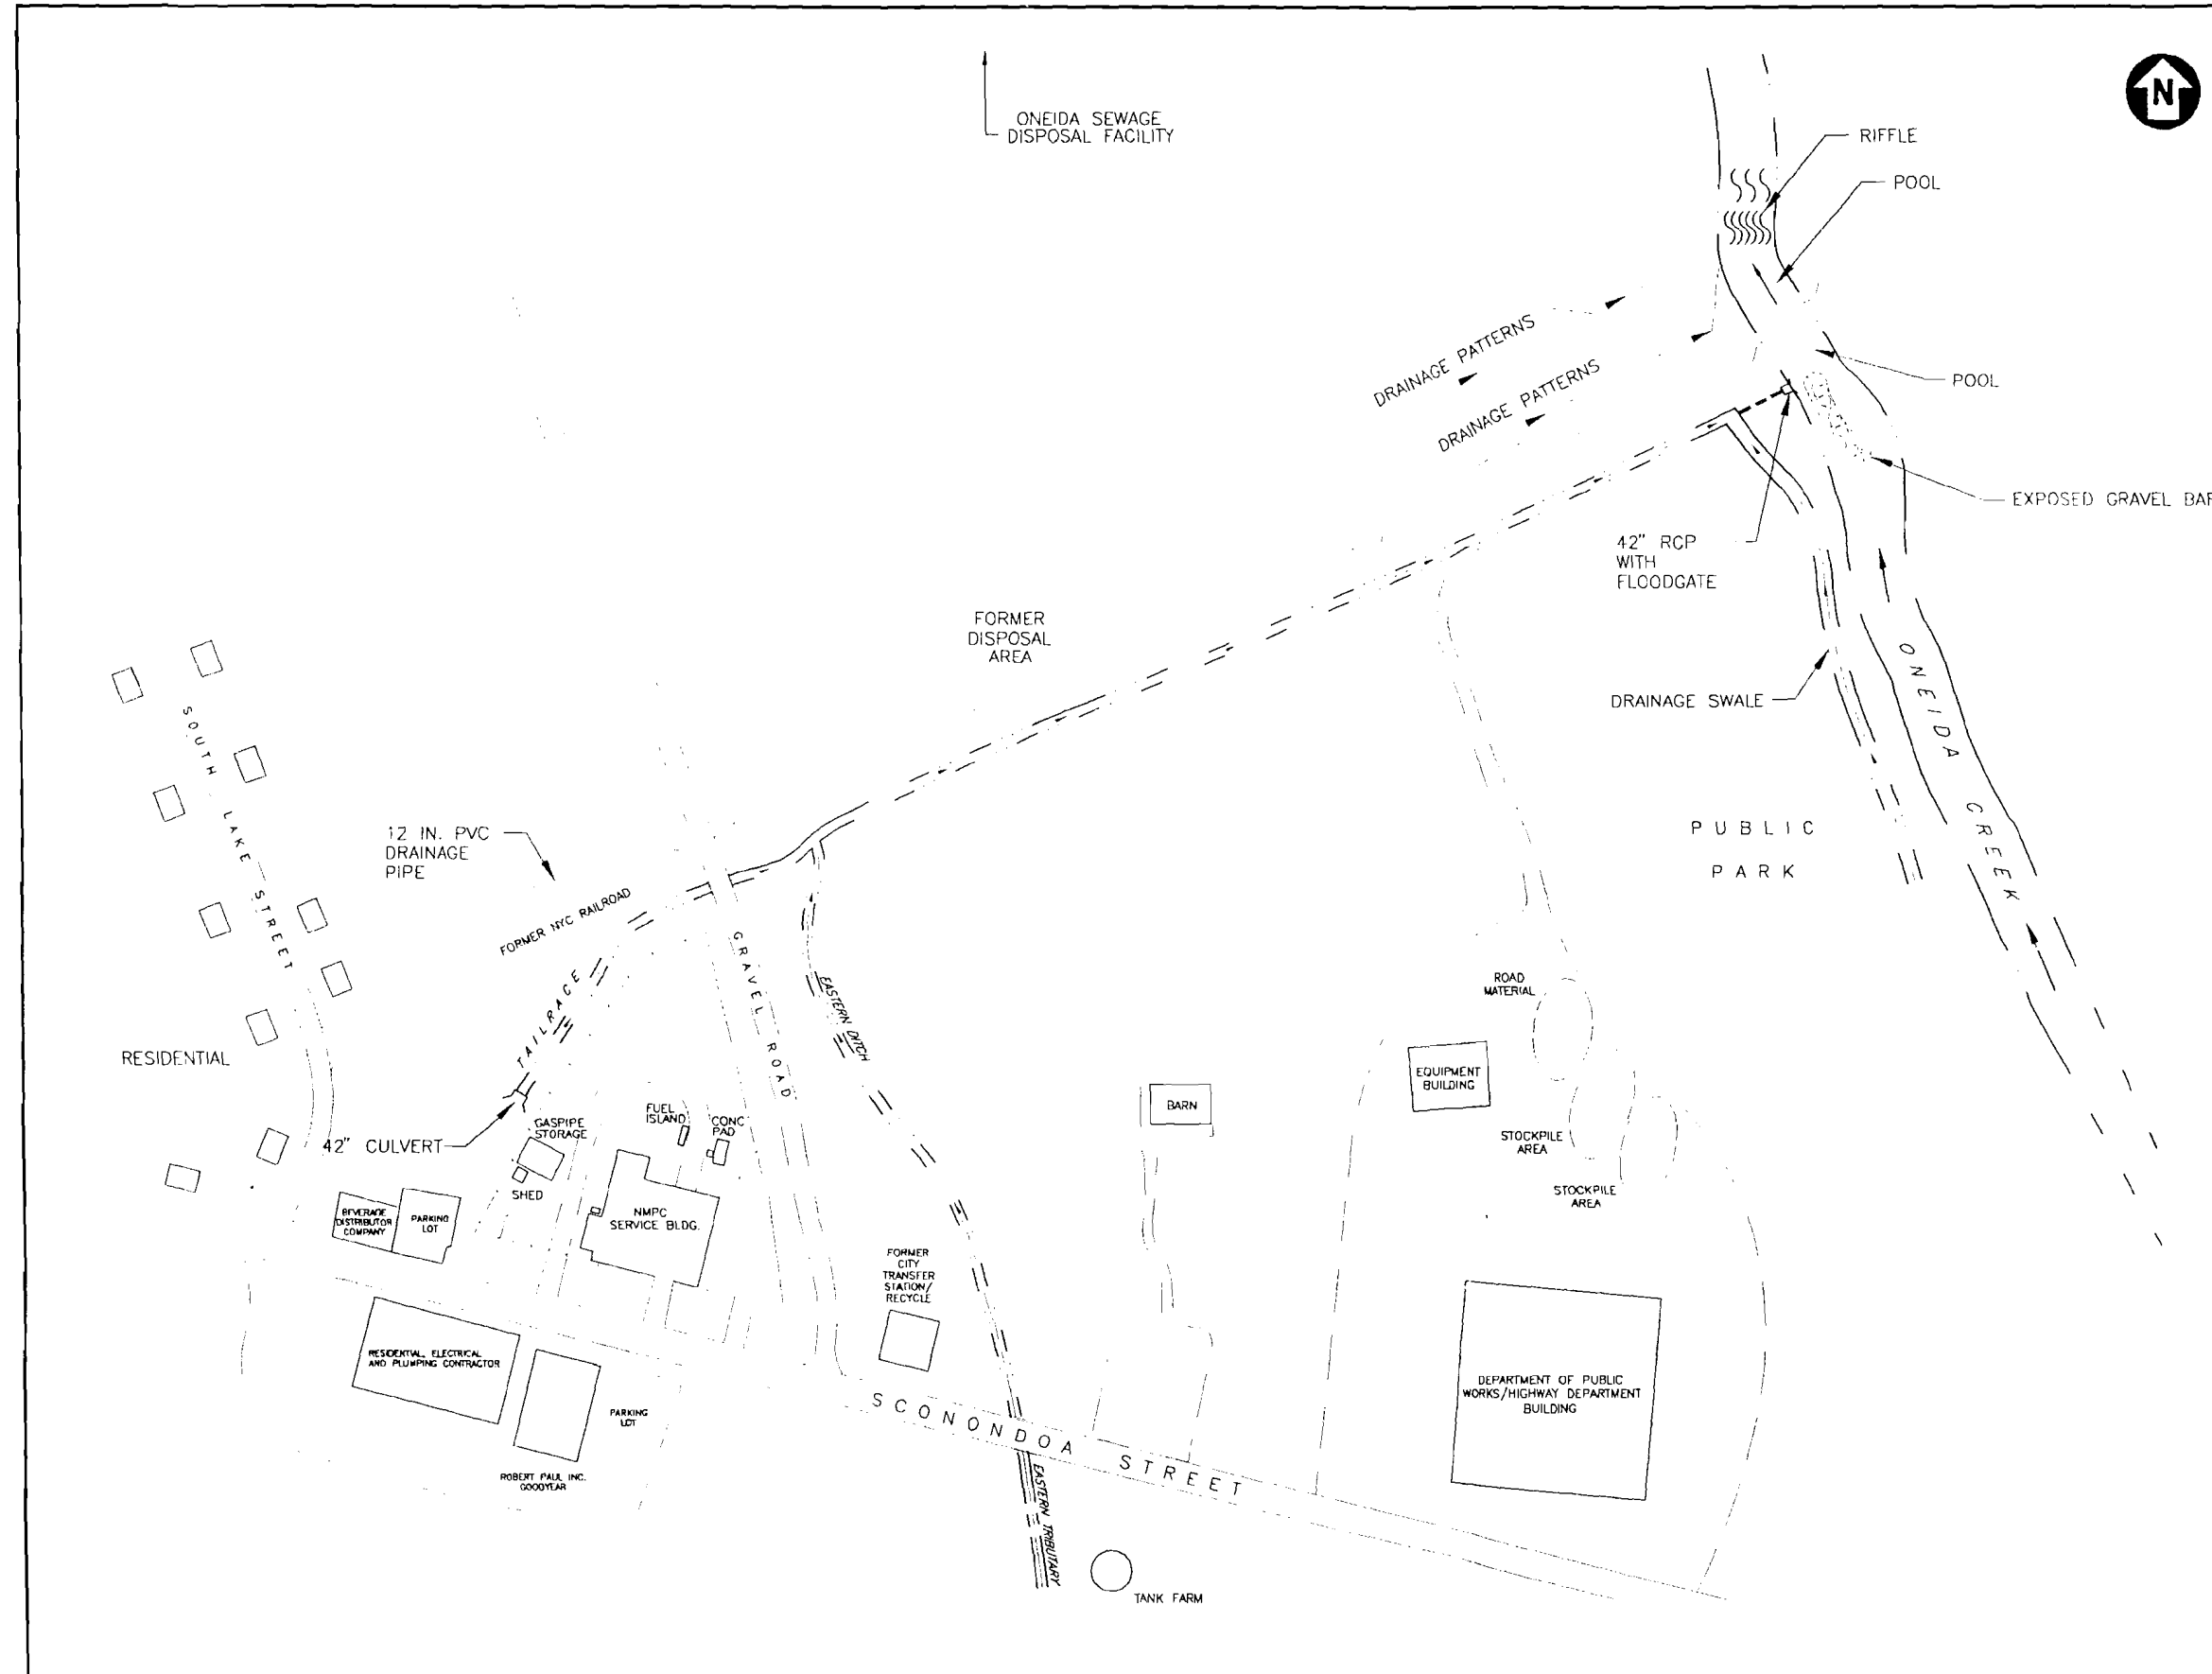 N
ONEIDA SEWAGE
DISPOSAL FACILITY
RIFFLE
POOL
DRAINAGE PATTERNS
DRAINAGE PATTERNS
POOL
EXPOSED GRAVEL BAR
42" RCP
WITH
FLOODGATE
FORMER
DISPOSAL
AREA
DRAINAGE SWALE
ONEIDA CREEK
SOUTH LAKE STREET
12 IN. PVC
DRAINAGE
PIPE
PUBLIC
PARK
FORMER NYC RAILROAD
TAILRACE
GRAVEL ROAD
EASTERN DITCH
ROAD
MATERIAL
RESIDENTIAL
EQUIPMENT
BUILDING
BARN
FUEL
ISLAND
CONC
PAD
GASPIPE
STORAGE
42" CULVERT
STOCKPILE
AREA
SHED
STOCKPILE
AREA
BEVERAGE
DISTRIBUTOR
COMPANY
PARKING
LOT
NMPC
SERVICE BLDG.
FORMER
CITY
TRANSFER
STATION/
RECYCLE
RESIDENTIAL, ELECTRICAL
AND PLUMPING CONTRACTOR
PARKING
LOT
DEPARTMENT OF PUBLIC
WORKS/HIGHWAY DEPARTMENT
BUILDING
SCONONDOA STREET
ROBERT PAUL INC.
GOODYEAR
EASTERN TRIBUTARY
TANK FARM